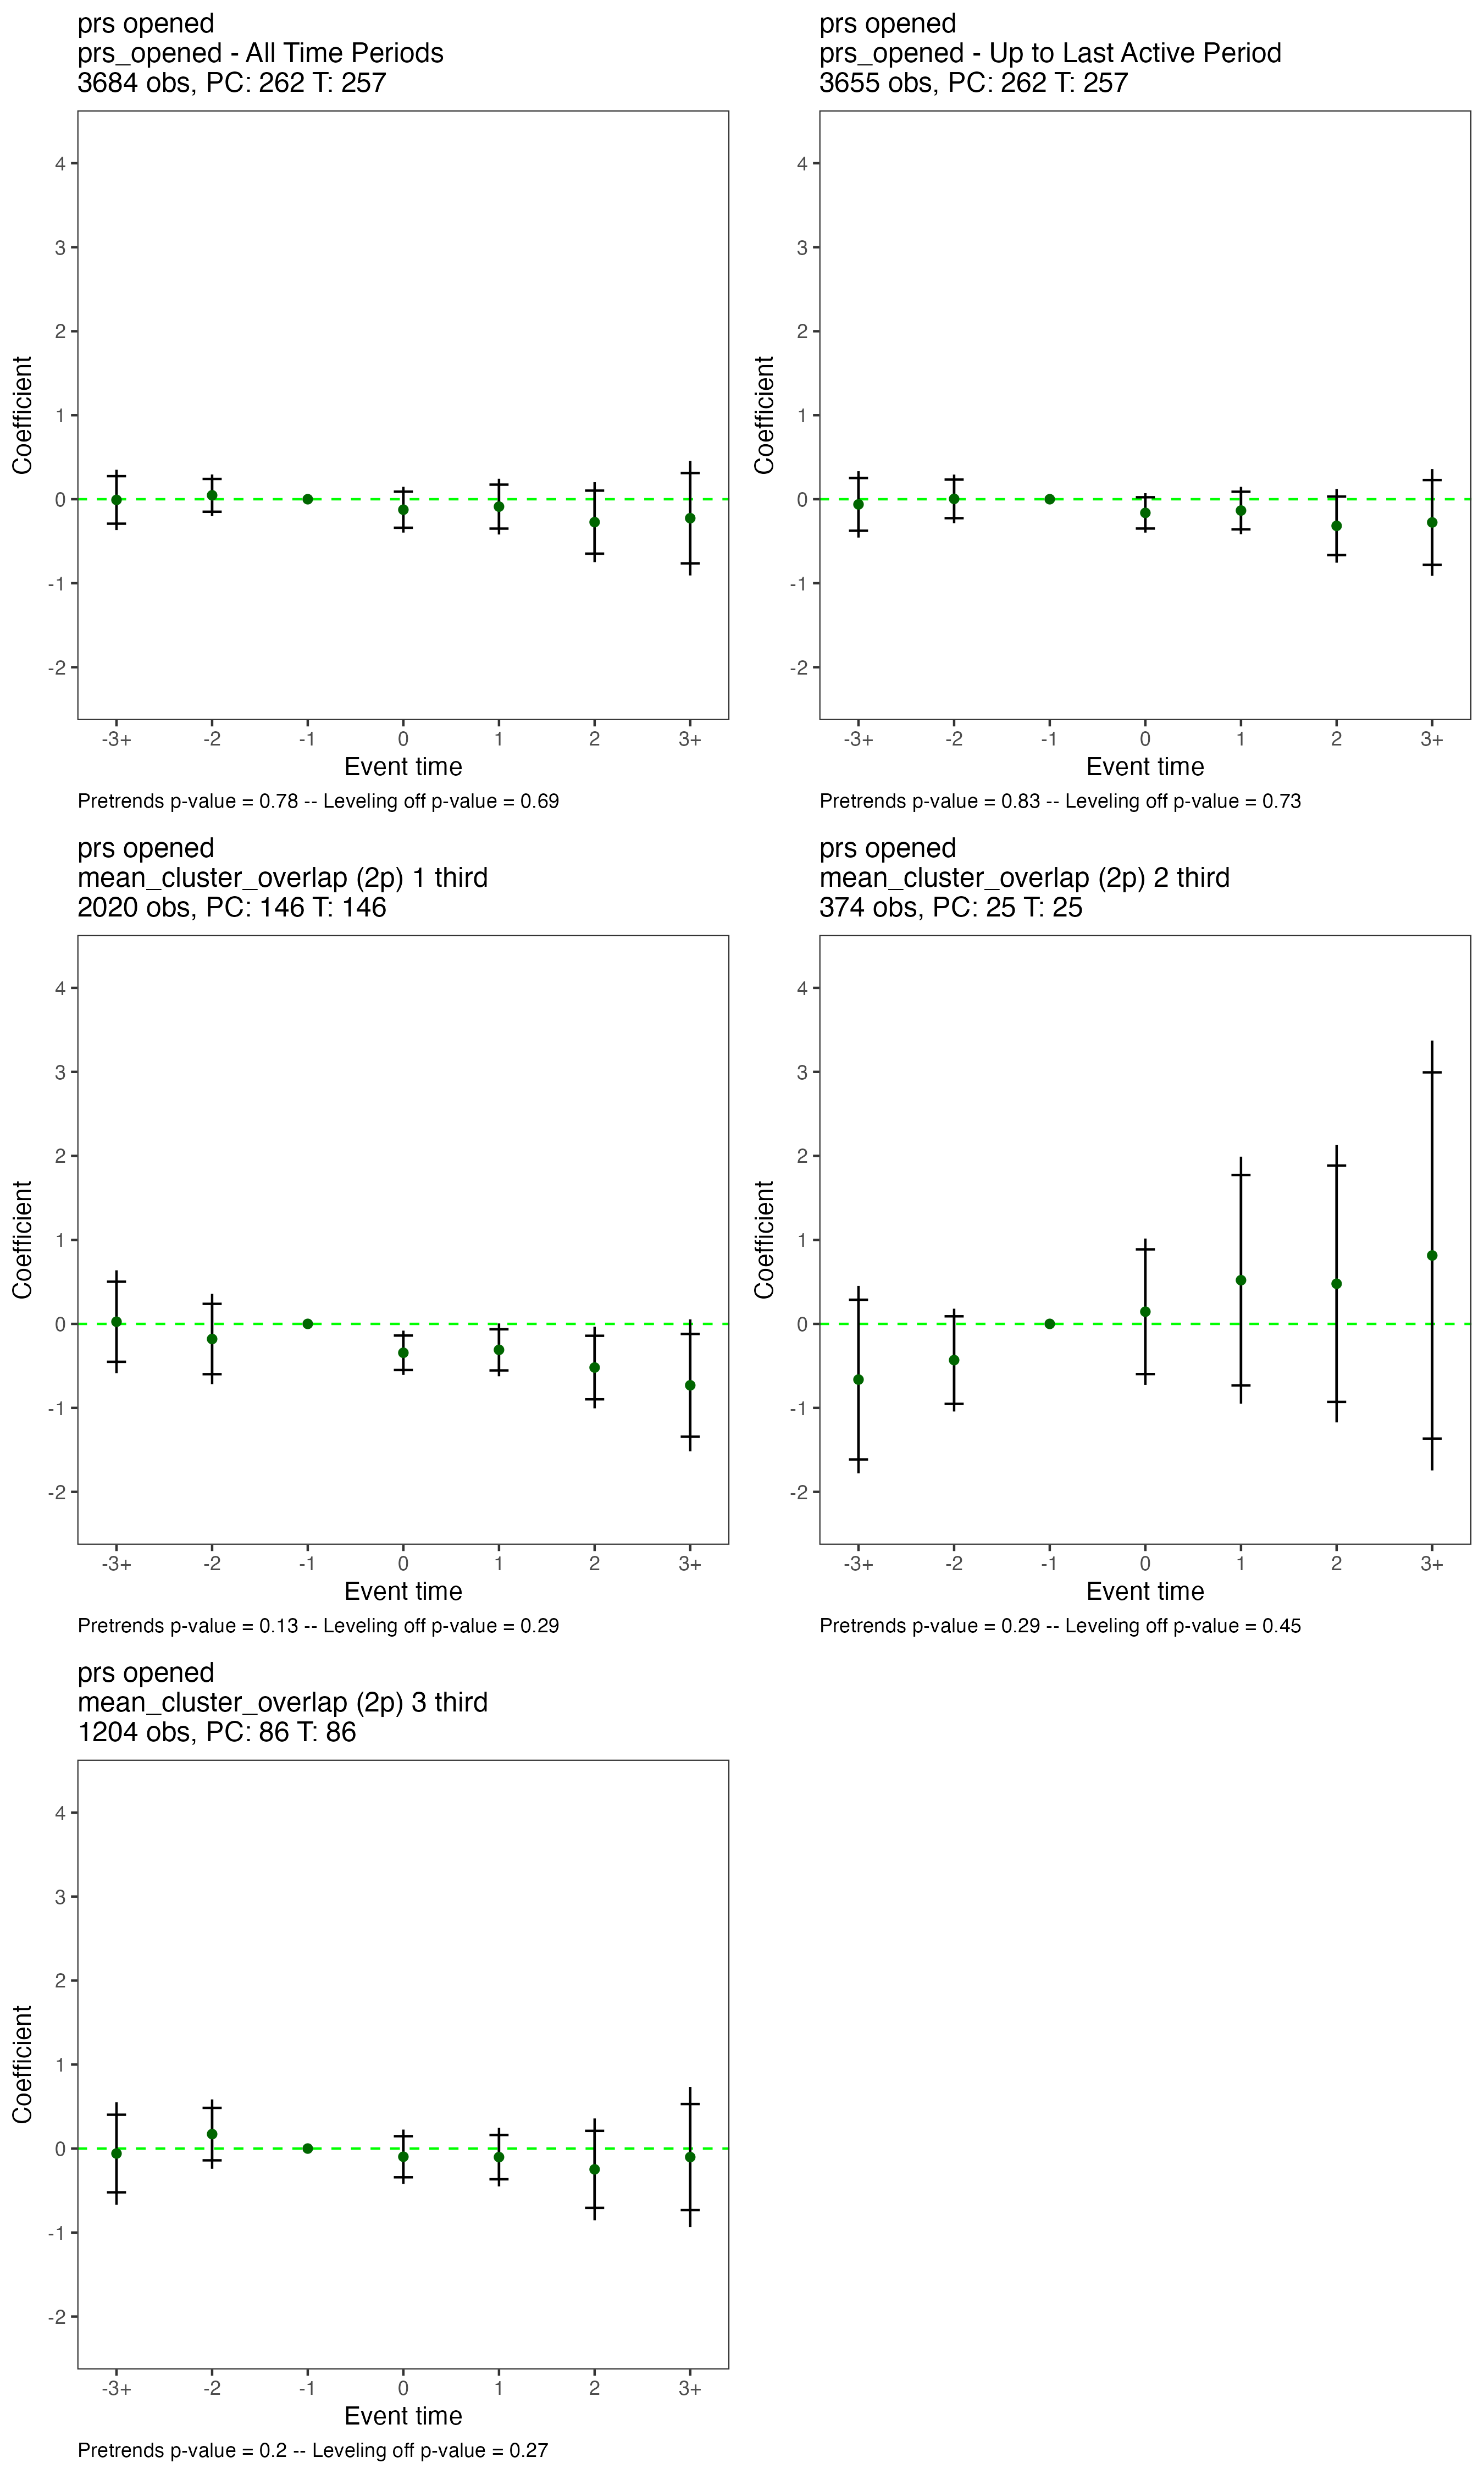 prs opened
prs_opened - All Time Periods
3684 obs, PC: 262 T: 257
4
3
2
1
0
-1
-2
Coefficient
-3+ -2 -1 0 1 2 3+
Event time
Pretrends p-value = 0.78 -- Leveling off p-value = 0.69
prs opened
prs_opened - Up to Last Active Period
3655 obs, PC: 262 T: 257
4
3
2
1
0
-1
-2
Coefficient
-3+ -2 -1 0 1 2 3+
Event time
Pretrends p-value = 0.83 -- Leveling off p-value = 0.73
prs opened
mean_cluster_overlap (2p) 1 third
2020 obs, PC: 146 T: 146
4
3
2
1
0
-1
-2
Coefficient
-3+ -2 -1 0 1 2 3+
Event time
Pretrends p-value = 0.13 -- Leveling off p-value = 0.29
prs opened
mean_cluster_overlap (2p) 2 third
374 obs, PC: 25 T: 25
4
3
2
1
0
-1
-2
Coefficient
-3+ -2 -1 0 1 2 3+
Event time
Pretrends p-value = 0.29 -- Leveling off p-value = 0.45
prs opened
mean_cluster_overlap (2p) 3 third
1204 obs, PC: 86 T: 86
4
3
2
1
0
-1
-2
Coefficient
-3+ -2 -1 0 1 2 3+
Event time
Pretrends p-value = 0.2 -- Leveling off p-value = 0.27